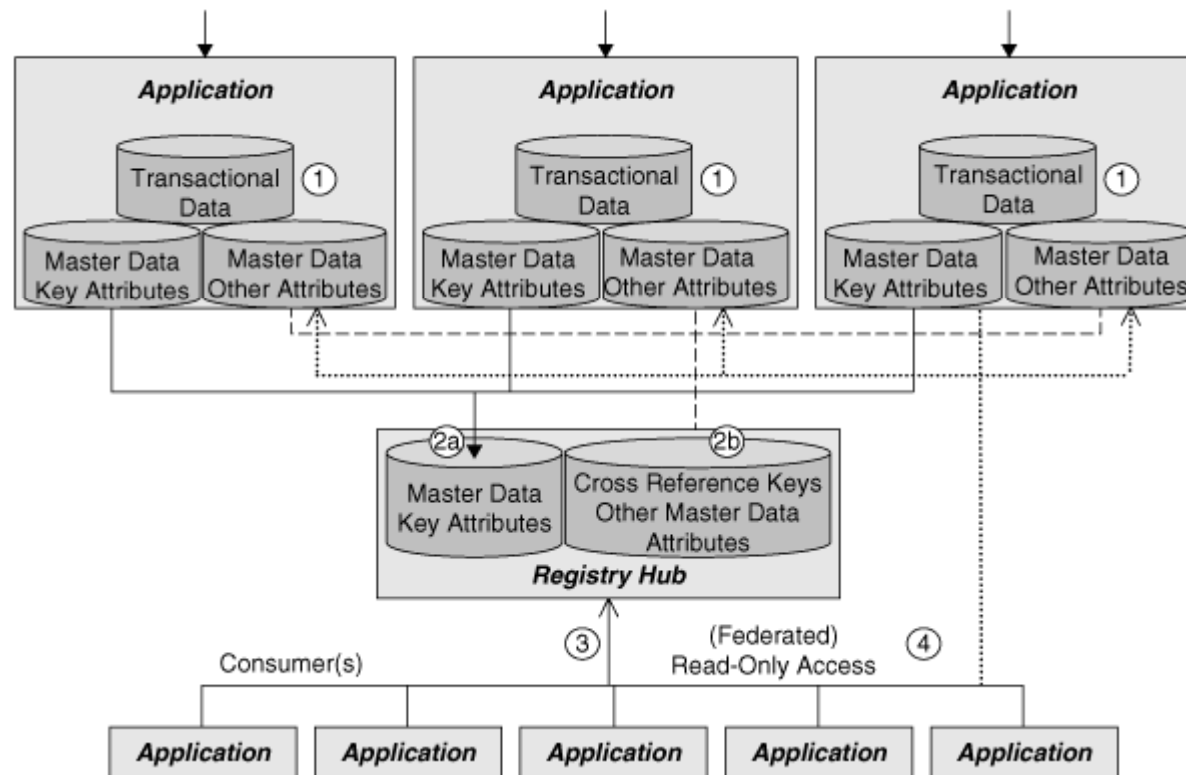 Application
Application
Application
Transactional
Data
1
Transactional
Data
1
Transactional
Data
1
Master Data
Key Attributes
Master Data
Other Attributes
Master Data
Key Attributes
Master Data
Other Attributes
Master Data
Key Attributes
Master Data
Other Attributes
2a
2b
Master Data
Key Attributes
Cross Reference Keys
Other Master Data
Attributes
Registry Hub
3
(Federated)
Read-Only Access
4
Consumer(s)
Application
Application
Application
Application
Application